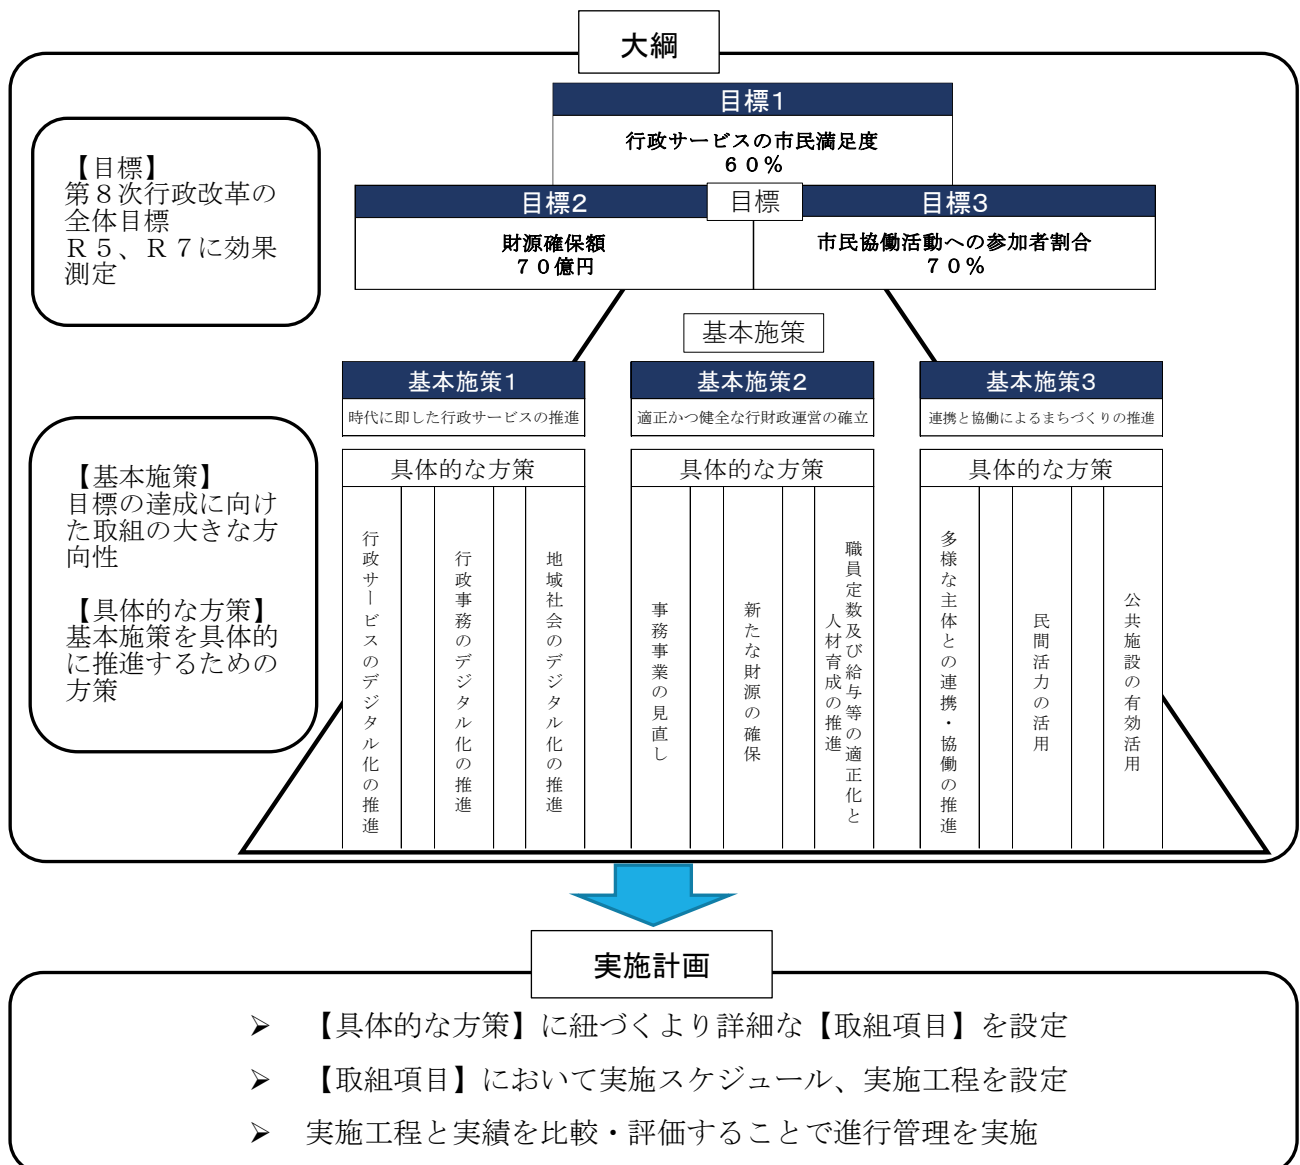 大綱
目標1
行政サービスの市民満足度
６０％
【目標】
第８次行政改革の
全体目標
Ｒ５、Ｒ７に効果
測定
目標2
目標
目標3
財源確保額
７０億円
市民協働活動への参加者割合
７０％
基本施策
基本施策1
時代に即した行政サービスの推進
基本施策2
適正かつ健全な行財政運営の確立
基本施策3
連携と協働によるまちづくりの推進
【基本施策】
目標の達成に向け
た取組の大きな方
向性
【具体的な方策】
基本施策を具体的
に推進するための
方策
具体的な方策
行政サービスのデジタル化の推進
行政事務のデジタル化の推進
地域社会のデジタル化の推進
具体的な方策
事務事業の見直し
新たな財源の確保
職員定数及び給与等の適正化と
人材育成の推進
具体的な方策
多様な主体との連携・協働の推進
民間活力の活用
公共施設の有効活用
実施計画
➢ 【具体的な方策】に紐づくより詳細な【取組項目】を設定
➢ 【取組項目】において実施スケジュール、実施工程を設定
➢ 実施工程と実績を比較・評価することで進行管理を実施